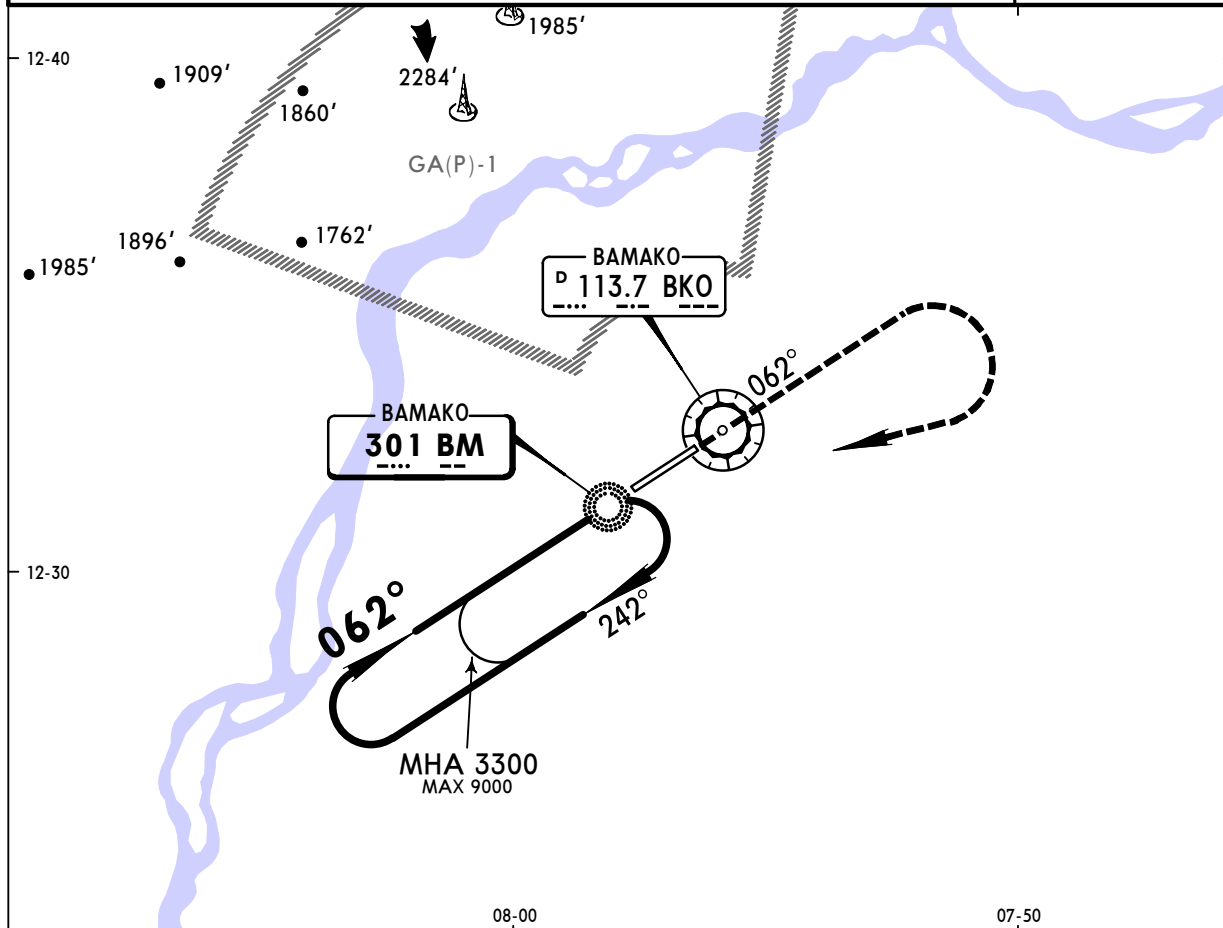 1985'
12-40
1909'
2284'
1860'
GA(P)-1
1896'
1762'
1985'
BAMAKO
D 113.7 BKO
062°
BAMAKO
301 BM
12-30
062°
242°
MHA 3300
MAX 9000
08-00
07-50